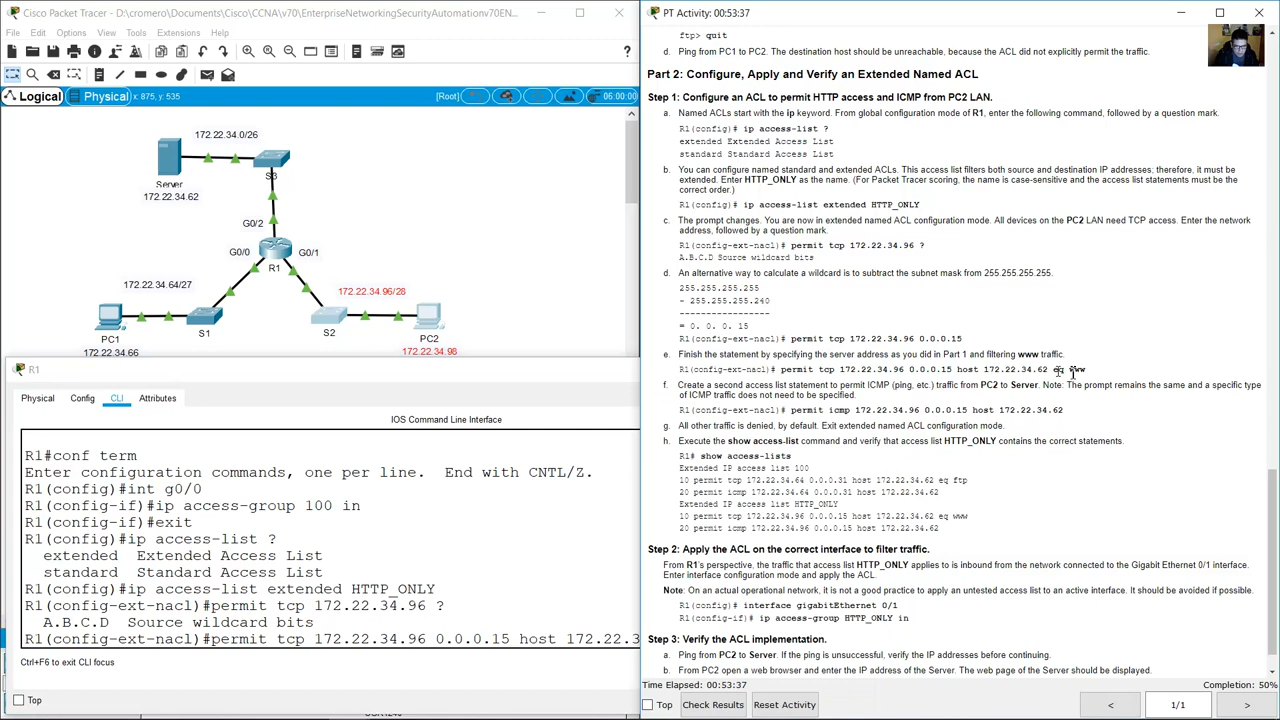 Cisco Packet Tracer - C:\Users\cromero\Documents\Cisco\CCNA\v70\EnterpriseNetworkingSecurityAutomationv70EN...
File Edit Options View Tools Extensions Help
?
Logical Physical x: 875, y: 535 [Root] 06:00:00
172.22.34.0/26
S3
Server
172.22.34.62
G0/2
G0/0 G0/1
R1
172.22.34.64/27 172.22.34.96/28
PC1 S1 S2 PC2
172.22.34.66 172.22.34.98
R1
Physical Config CLI Attributes
IOS Command Line Interface
R1#conf term
Enter configuration commands, one per line.  End with CNTL/Z.
R1(config)#int g0/0
R1(config-if)#ip access-group 100 in
R1(config-if)#exit
R1(config)#ip access-list ?
extended  Extended Access List
standard  Standard Access List
R1(config)#ip access-list extended HTTP_ONLY
R1(config-ext-nacl)#permit tcp 172.22.34.96 ?
A.B.C.D  Source wildcard bits
R1(config-ext-nacl)#permit tcp 172.22.34.96 0.0.0.15 host 172.22.3
Ctrl+F6 to exit CLI focus
Top
PT Activity: 00:53:37
ftp> quit
d. Ping from PC1 to PC2. The destination host should be unreachable, because the ACL did not explicitly permit the traffic.
Part 2: Configure, Apply and Verify an Extended Named ACL
Step 1: Configure an ACL to permit HTTP access and ICMP from PC2 LAN.
a. Named ACLs start with the ip keyword. From global configuration mode of R1, enter the following command, followed by a question mark.
R1(config)# ip access-list ?
extended Extended Access List
standard Standard Access List
b. You can configure named standard and extended ACLs. This access list filters both source and destination IP addresses; therefore, it must be
extended. Enter HTTP_ONLY as the name. (For Packet Tracer scoring, the name is case-sensitive and the access list statements must be the
correct order.)
R1(config)# ip access-list extended HTTP_ONLY
c. The prompt changes. You are now in extended named ACL configuration mode. All devices on the PC2 LAN need TCP access. Enter the network
address, followed by a question mark.
R1(config-ext-nacl)# permit tcp 172.22.34.96 ?
A.B.C.D Source wildcard bits
d. An alternative way to calculate a wildcard is to subtract the subnet mask from 255.255.255.255.
255.255.255.255
- 255.255.255.240
-----------------
= 0. 0. 0. 15
R1(config-ext-nacl)# permit tcp 172.22.34.96 0.0.0.15
e. Finish the statement by specifying the server address as you did in Part 1 and filtering www traffic.
R1(config-ext-nacl)# permit tcp 172.22.34.96 0.0.0.15 host 172.22.34.62 eq www
f. Create a second access list statement to permit ICMP (ping, etc.) traffic from PC2 to Server. Note: The prompt remains the same and a specific type
of ICMP traffic does not need to be specified.
R1(config-ext-nacl)# permit icmp 172.22.34.96 0.0.0.15 host 172.22.34.62
g. All other traffic is denied, by default. Exit extended named ACL configuration mode.
h. Execute the show access-list command and verify that access list HTTP_ONLY contains the correct statements.
R1# show access-lists
Extended IP access list 100
10 permit tcp 172.22.34.64 0.0.0.31 host 172.22.34.62 eq ftp
20 permit icmp 172.22.34.64 0.0.0.31 host 172.22.34.62
Extended IP access list HTTP_ONLY
10 permit tcp 172.22.34.96 0.0.0.15 host 172.22.34.62 eq www
20 permit icmp 172.22.34.96 0.0.0.15 host 172.22.34.62
Step 2: Apply the ACL on the correct interface to filter traffic.
From R1's perspective, the traffic that access list HTTP_ONLY applies to is inbound from the network connected to the Gigabit Ethernet 0/1 interface.
Enter interface configuration mode and apply the ACL.
Note: On an actual operational network, it is not a good practice to apply an untested access list to an active interface. It should be avoided if possible.
R1(config)# interface gigabitEthernet 0/1
R1(config-if)# ip access-group HTTP_ONLY in
Step 3: Verify the ACL implementation.
a. Ping from PC2 to Server. If the ping is unsuccessful, verify the IP addresses before continuing.
b. From PC2 open a web browser and enter the IP address of the Server. The web page of the Server should be displayed.
Time Elapsed: 00:53:37 Completion: 50%
Top Check Results Reset Activity < 1/1 >